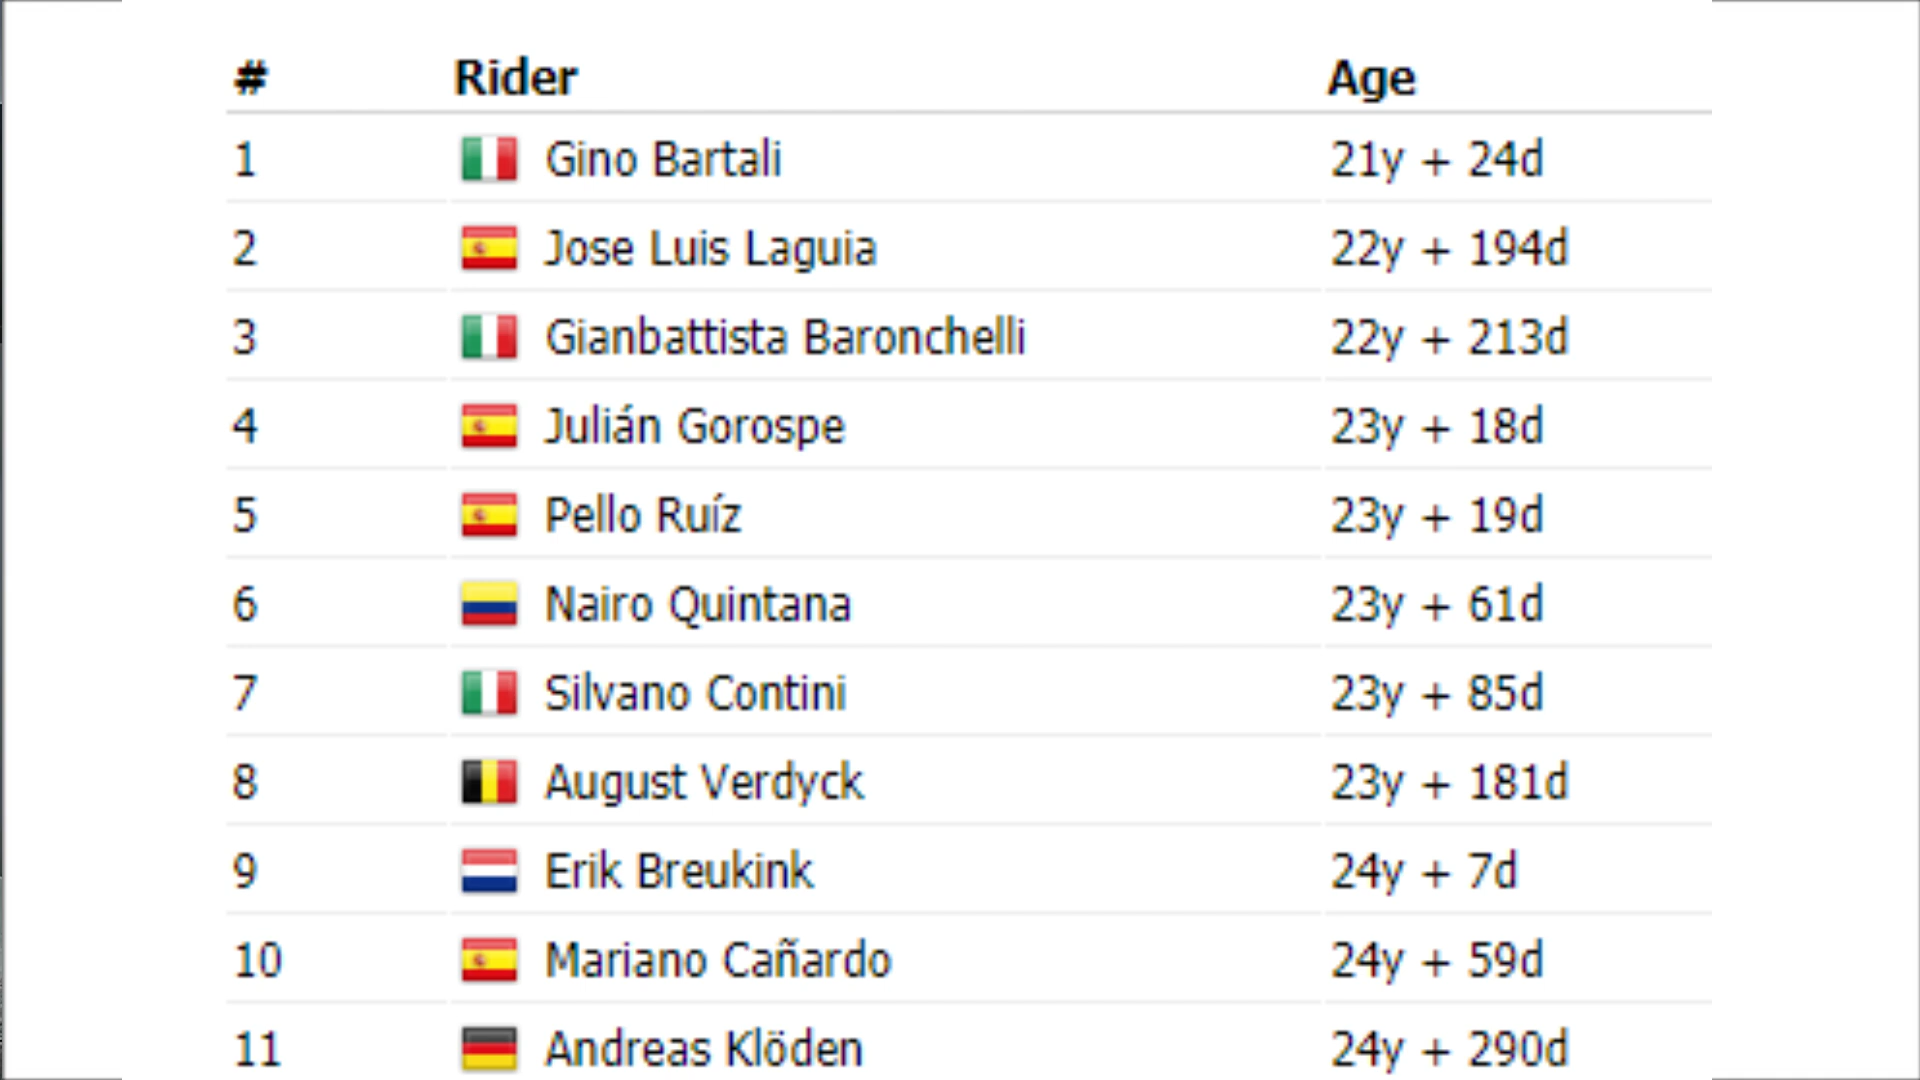 # Rider Age
1 Gino Bartali 21y + 24d
2 Jose Luis Laguia 22y + 194d
3 Gianbattista Baronchelli 22y + 213d
4 Julián Gorospe 23y + 18d
5 Pello Ruíz 23y + 19d
6 Nairo Quintana 23y + 61d
7 Silvano Contini 23y + 85d
8 August Verdyck 23y + 181d
9 Erik Breukink 24y + 7d
10 Mariano Cañardo 24y + 59d
11 Andreas Klöden 24y + 290d